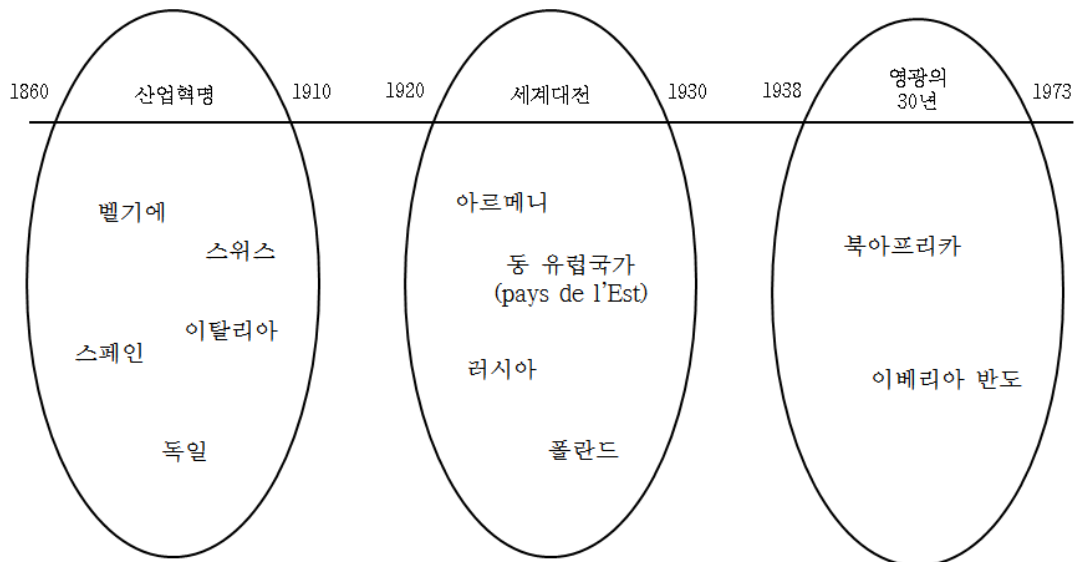 1860
산업혁명
1910
1920
세계대전
1930
1938
영광의
30년
1973
벨기에
스위스
이탈리아
스페인
독일
아르메니
동 유럽국가
(pays de l'Est)
러시아
폴란드
북아프리카
이베리아 반도